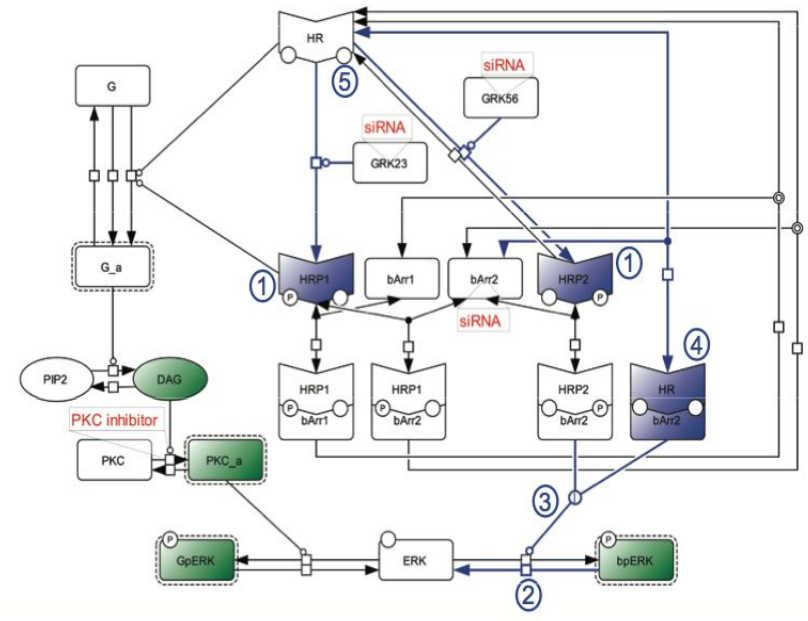 HR
5
siRNA
GRK56
G
siRNA
GRK23
G_a
1
HRP1
P
bArr1
bArr2
HRP2
P
1
siRNA
4
PIP2
DAG
HRP1
P
bArr1
HRP1
P
bArr2
HRP2
P
bArr2
HR
bArr2
PKC inhibitor
PKC
PKC_a
3
P
GpERK
ERK
P
bpERK
2